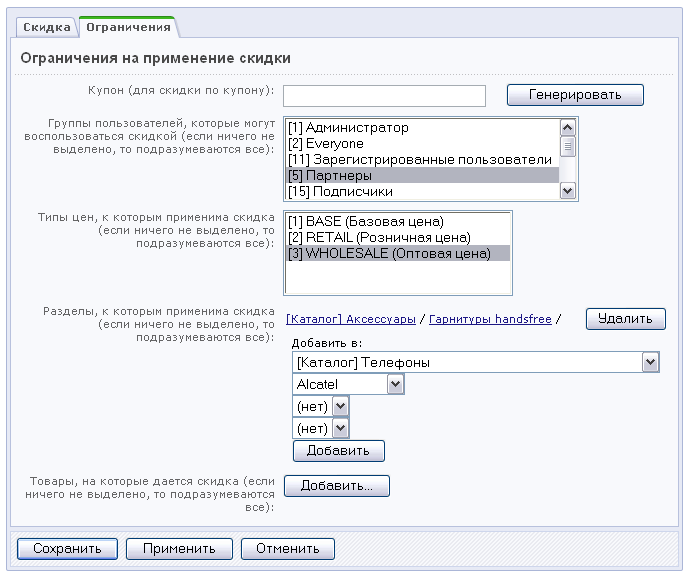 Скидка Ограничения
Ограничения на применение скидки
Купон (для скидки по купону):
Генерировать
Группы пользователей, которые могут
воспользоваться скидкой (если ничего не
выделено, то подразумеваются все):
[1] Администратор
[2] Everyone
[11] Зарегистрированные пользователи
[5] Партнеры
[15] Подписчики
Типы цен, к которым применима скидка
(если ничего не выделено, то
подразумеваются все):
[1] BASE (Базовая цена)
[2] RETAIL (Розничная цена)
[3] WHOLESALE (Оптовая цена)
Разделы, к которым применима скидка
(если ничего не выделено, то
подразумеваются все):
[Каталог] Аксессуары / Гарнитуры handsfree /
Удалить
Добавить в:
[Каталог] Телефоны
Alcatel
(нет)
(нет)
Добавить
Товары, на которые дается скидка (если
ничего не выделено, то подразумеваются
все):
Добавить...
Сохранить Применить Отменить